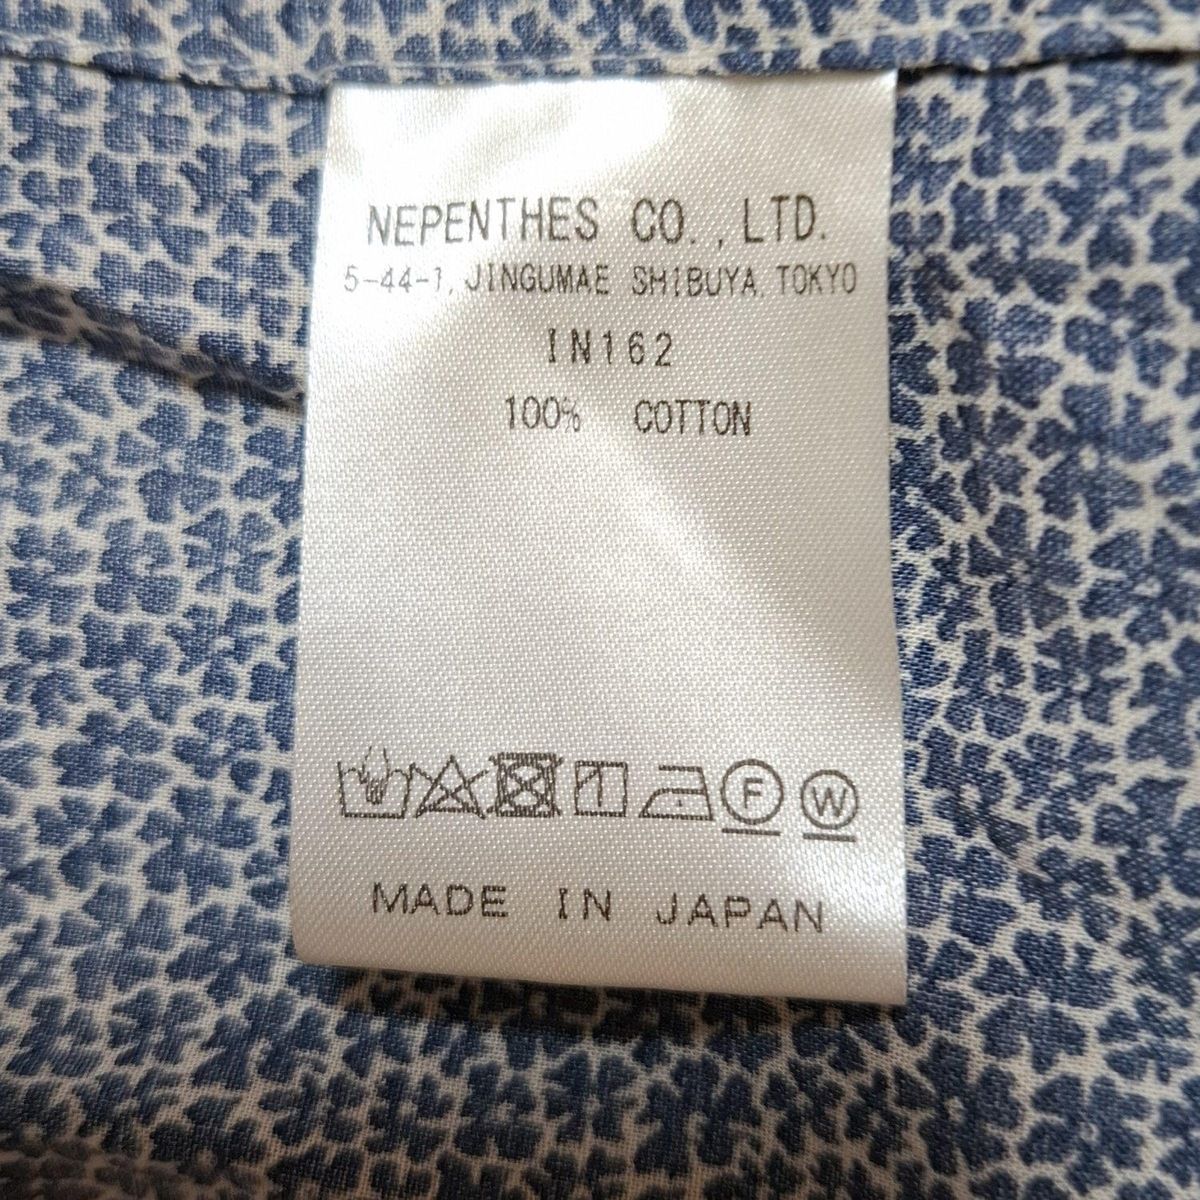 NEPENTHES CO.,LTD.
5-44-1, JINGUMAE SHIBUYA. TOKYO
IN162
100% COTTON
F W
MADE IN JAPAN